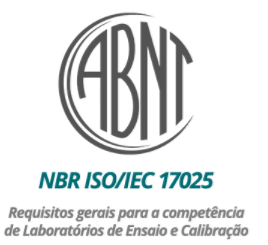 ABNT
NBR ISO/IEC 17025
Requisitos gerais para a competência
de Laboratórios de Ensaio e Calibração